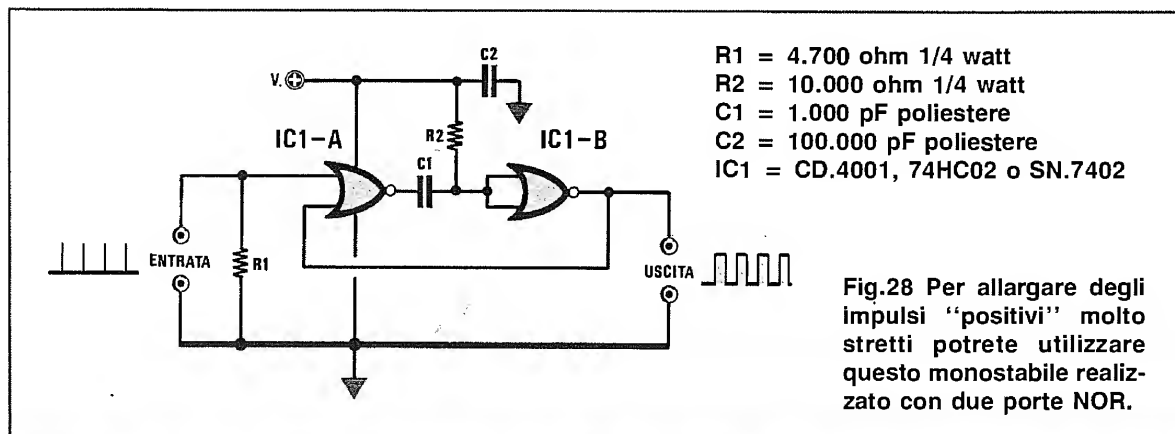 V.
C2
IC1-A
R2
IC1-B
C1
ENTRATA
R1
USCITA
R1 = 4.700 ohm 1/4 watt
R2 = 10.000 ohm 1/4 watt
C1 = 1.000 pF poliestere
C2 = 100.000 pF poliestere
IC1 = CD.4001, 74HC02 o SN.7402
Fig.28 Per allargare degli
impulsi ‘‘positivi’’ molto
stretti potrete utilizzare
questo monostabile realiz-
zato con due porte NOR.